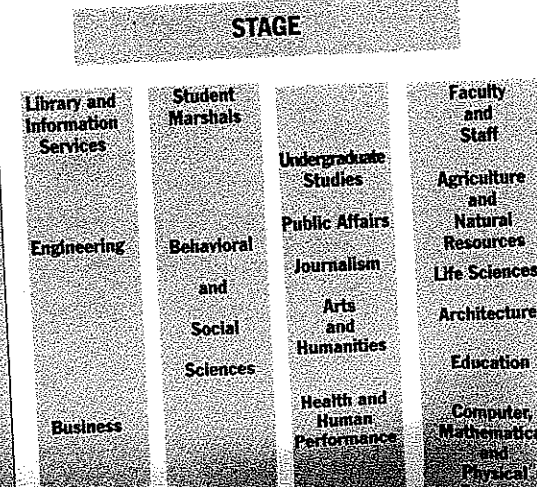 STAGE
Library and
Information
Services
Engineering
Business
Student
Marshals
Behavioral
and
Social
Sciences
Undergraduate
Studies
Public Affairs
Journalism
Arts
and
Humanities
Health and
Human
Performance
Faculty
and
Staff
Agriculture
and
Natural
Resources
Life Sciences
Architecture
Education
Computer,
Mathematica
and
Physical